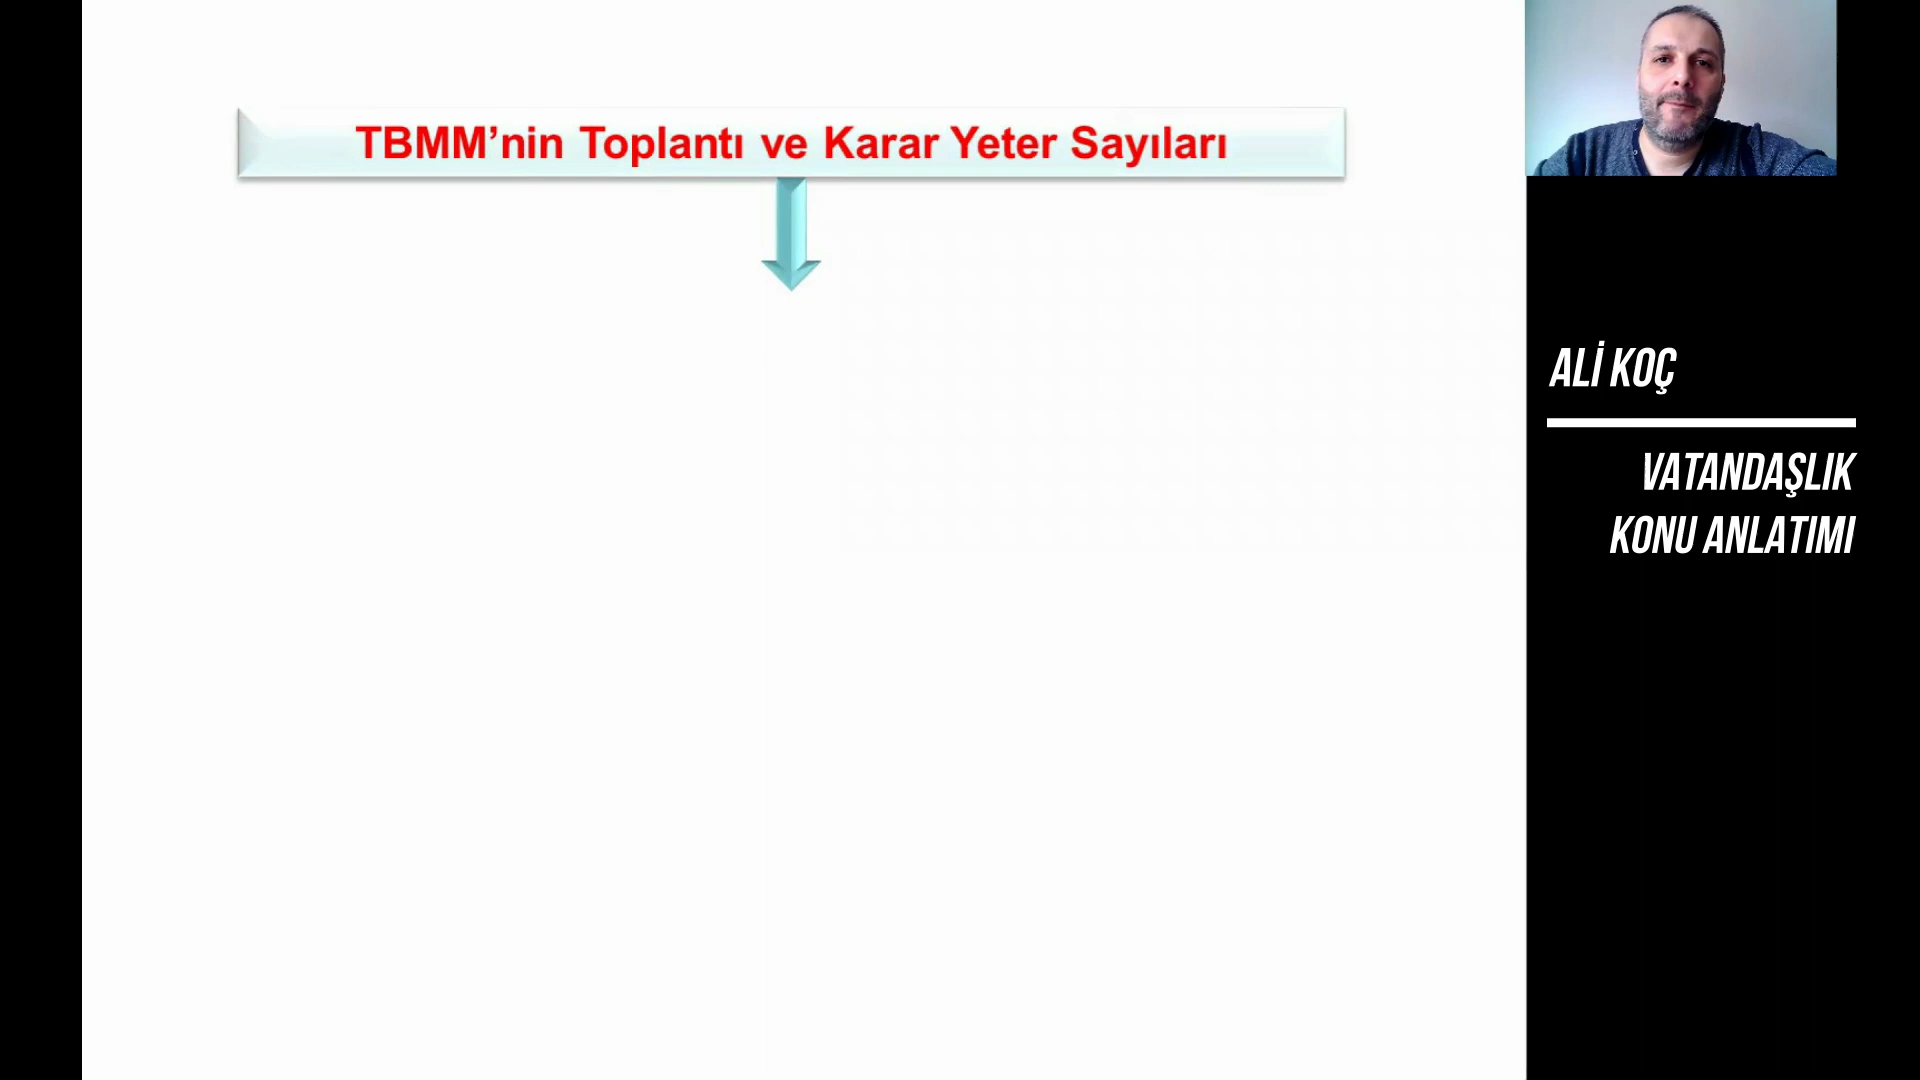 TBMM’nin Toplantı ve Karar Yeter Sayıları
ALİ KOÇ
VATANDAŞLIK
KONU ANLATIMI